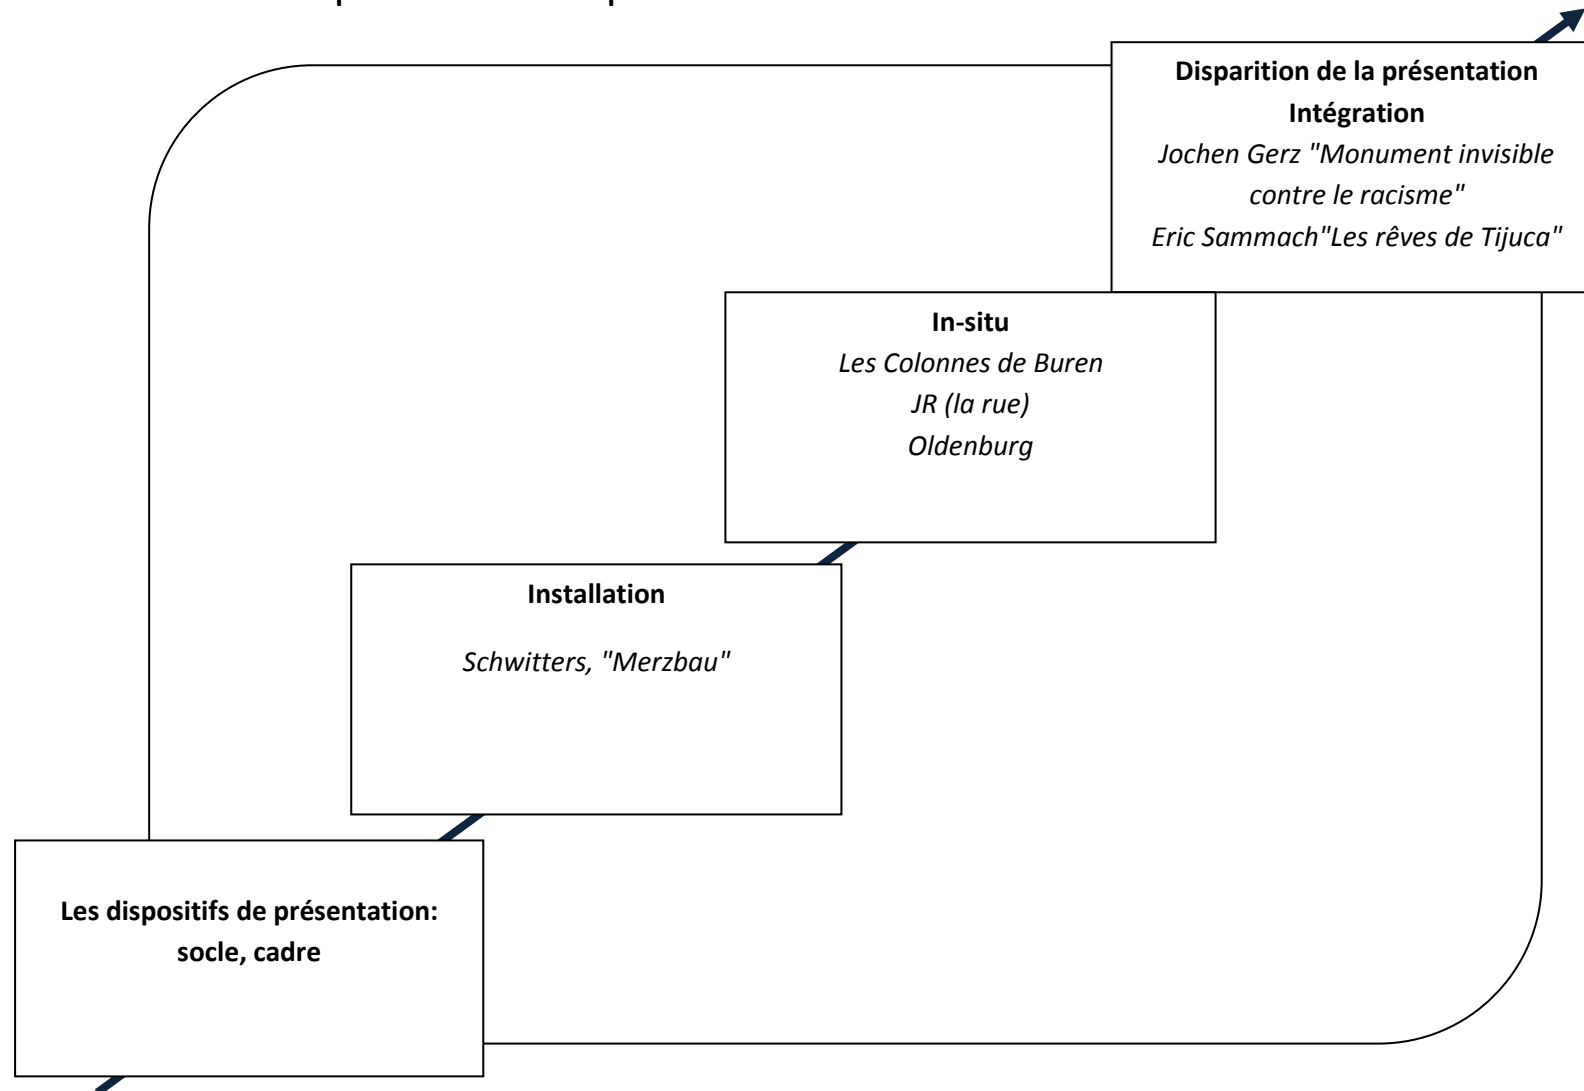 Disparition de la présentation
Intégration
Jochen Gerz "Monument invisible
contre le racisme"
Eric Sammach"Les rêves de Tijuca"
In-situ
Les Colonnes de Buren
JR (la rue)
Oldenburg
Installation
Schwitters, "Merzbau"
Les dispositifs de présentation:
socle, cadre